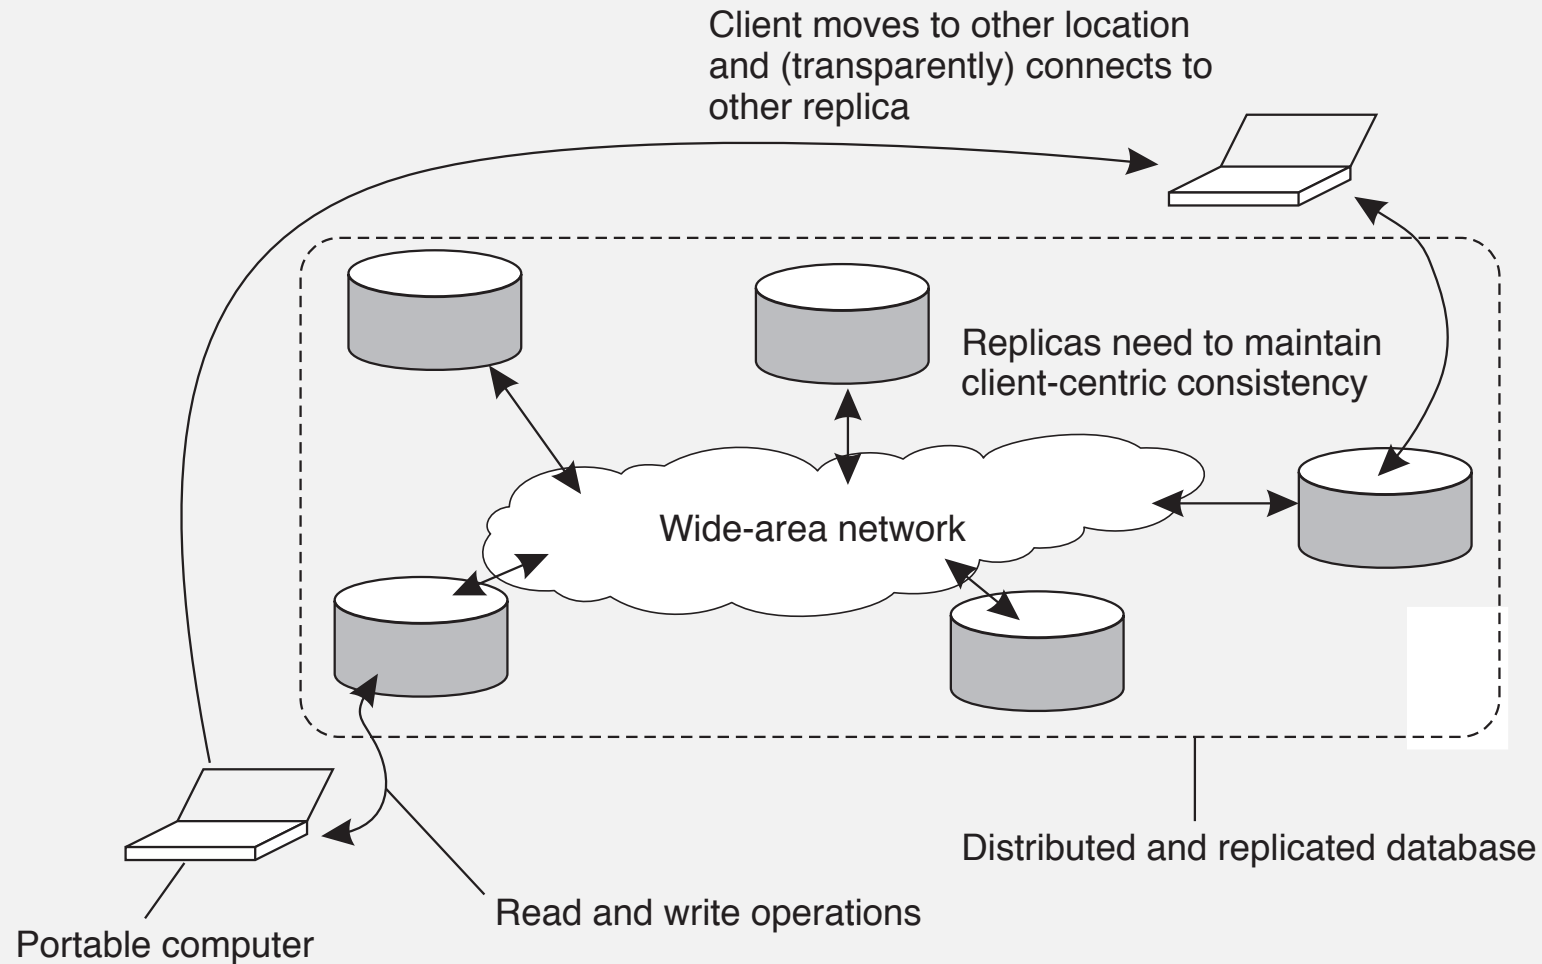 Client moves to other location
and (transparently) connects to
other replica
Replicas need to maintain
client-centric consistency
Wide-area network
Distributed and replicated database
Read and write operations
Portable computer